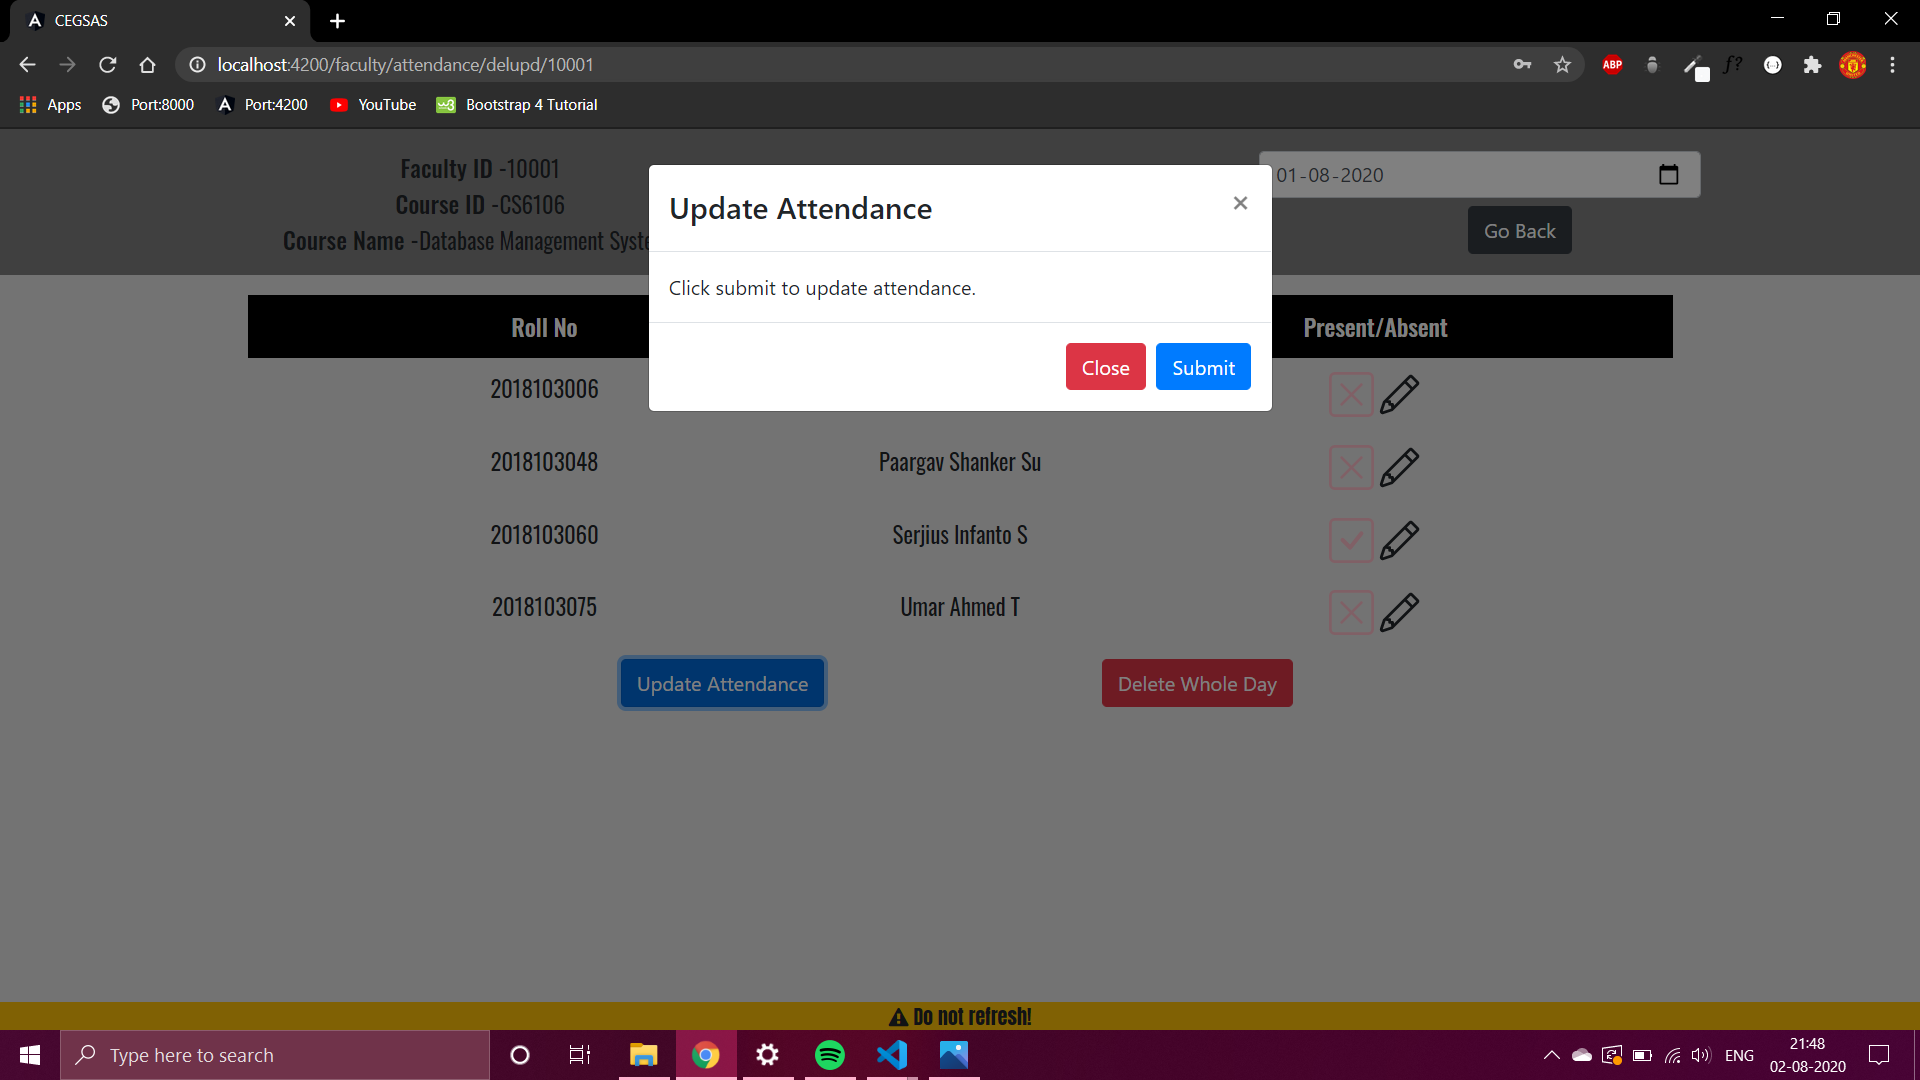 CEGSAS
localhost:4200/faculty/attendance/delupd/10001
ABP
f?
Apps
Port:8000
Port:4200
YouTube
Bootstrap 4 Tutorial
Faculty ID -10001
Course ID -CS6106
Course Name -Database Management Syste
01-08-2020
Go Back
Update Attendance
×
Click submit to update attendance.
Close Submit
Roll No Present/Absent
2018103006
2018103048 Paargav Shanker Su
2018103060 Serjius Infanto S
2018103075 Umar Ahmed T
Update Attendance Delete Whole Day
Do not refresh!
Type here to search
ENG
21:48
02-08-2020